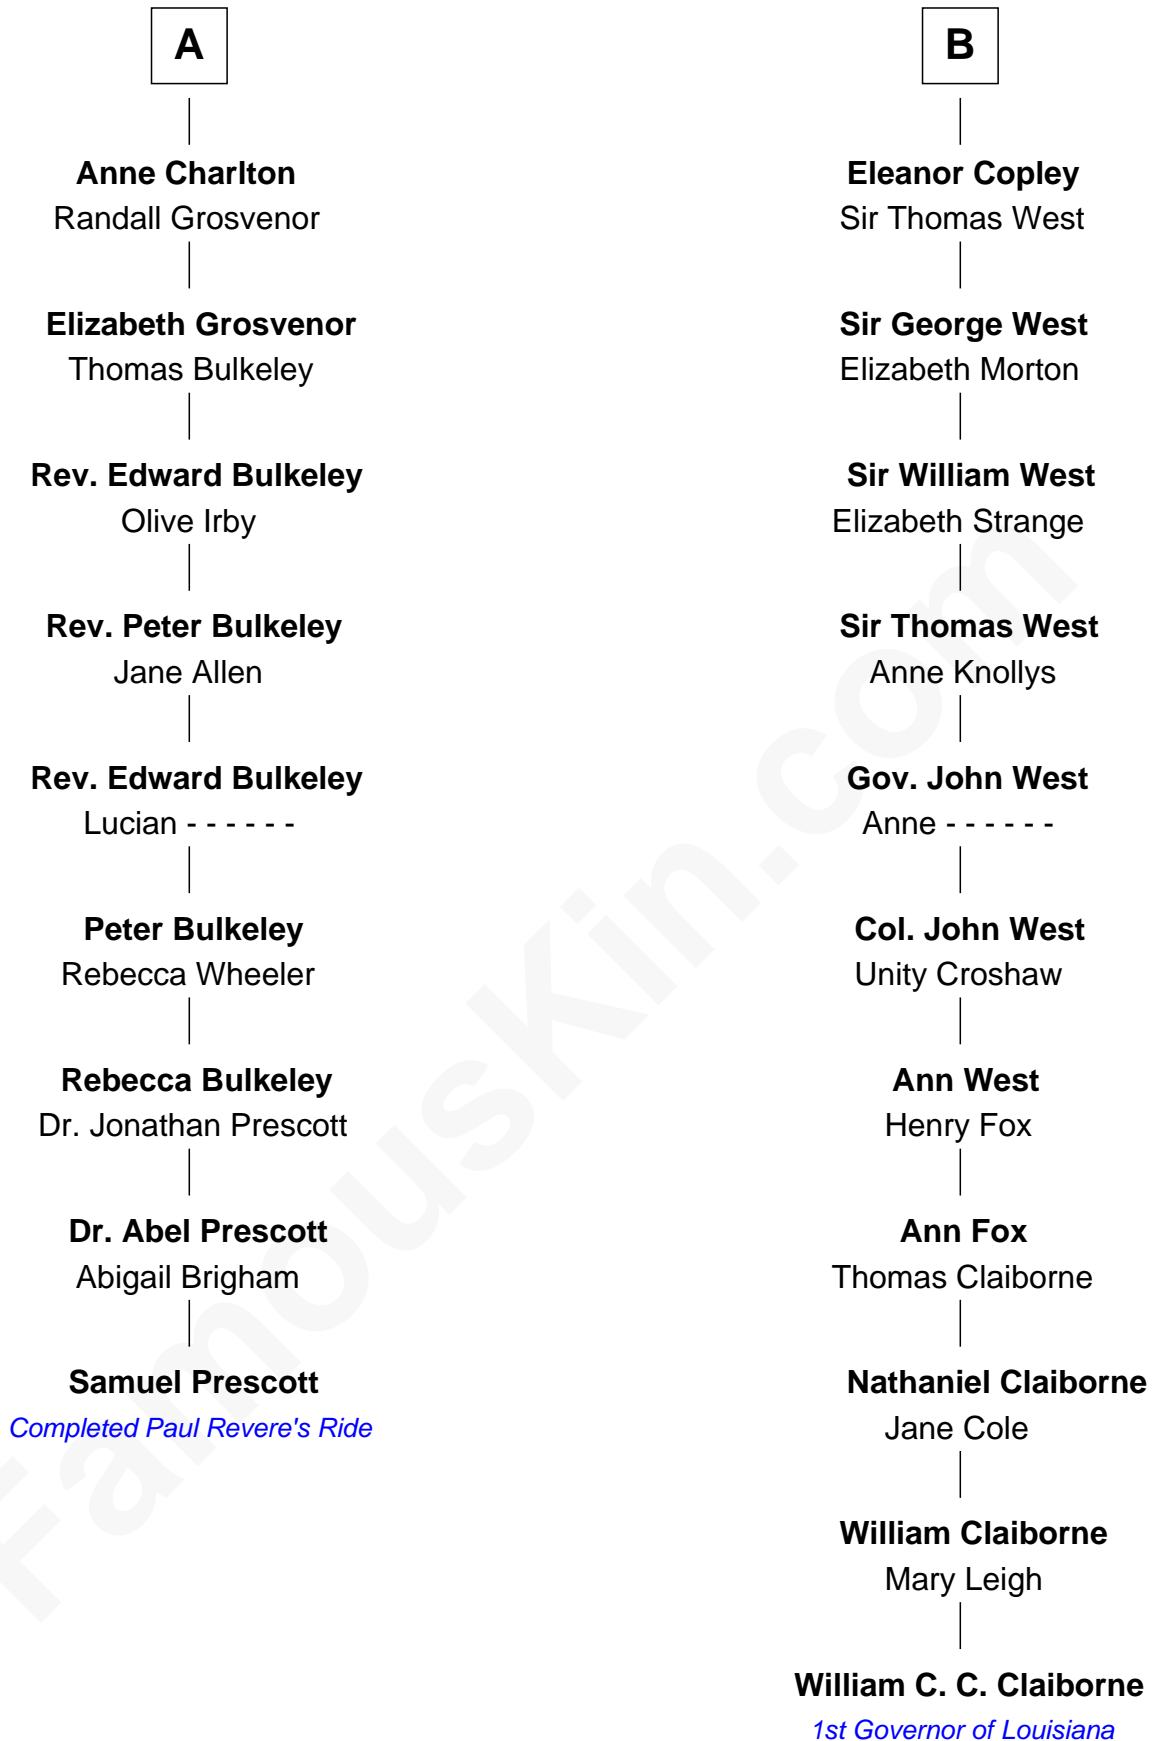 A
Anne Charlton
Randall Grosvenor
Elizabeth Grosvenor
Thomas Bulkeley
Rev. Edward Bulkeley
Olive Irby
Rev. Peter Bulkeley
Jane Allen
Rev. Edward Bulkeley
Lucian - - - - - -
Peter Bulkeley
Rebecca Wheeler
Rebecca Bulkeley
Dr. Jonathan Prescott
Dr. Abel Prescott
Abigail Brigham
Samuel Prescott
Completed Paul Revere's Ride
B
Eleanor Copley
Sir Thomas West
Sir George West
Elizabeth Morton
Sir William West
Elizabeth Strange
Sir Thomas West
Anne Knollys
Gov. John West
Anne - - - - - -
Col. John West
Unity Croshaw
Ann West
Henry Fox
Ann Fox
Thomas Claiborne
Nathaniel Claiborne
Jane Cole
William Claiborne
Mary Leigh
William C. C. Claiborne
1st Governor of Louisiana
FamousKin.com